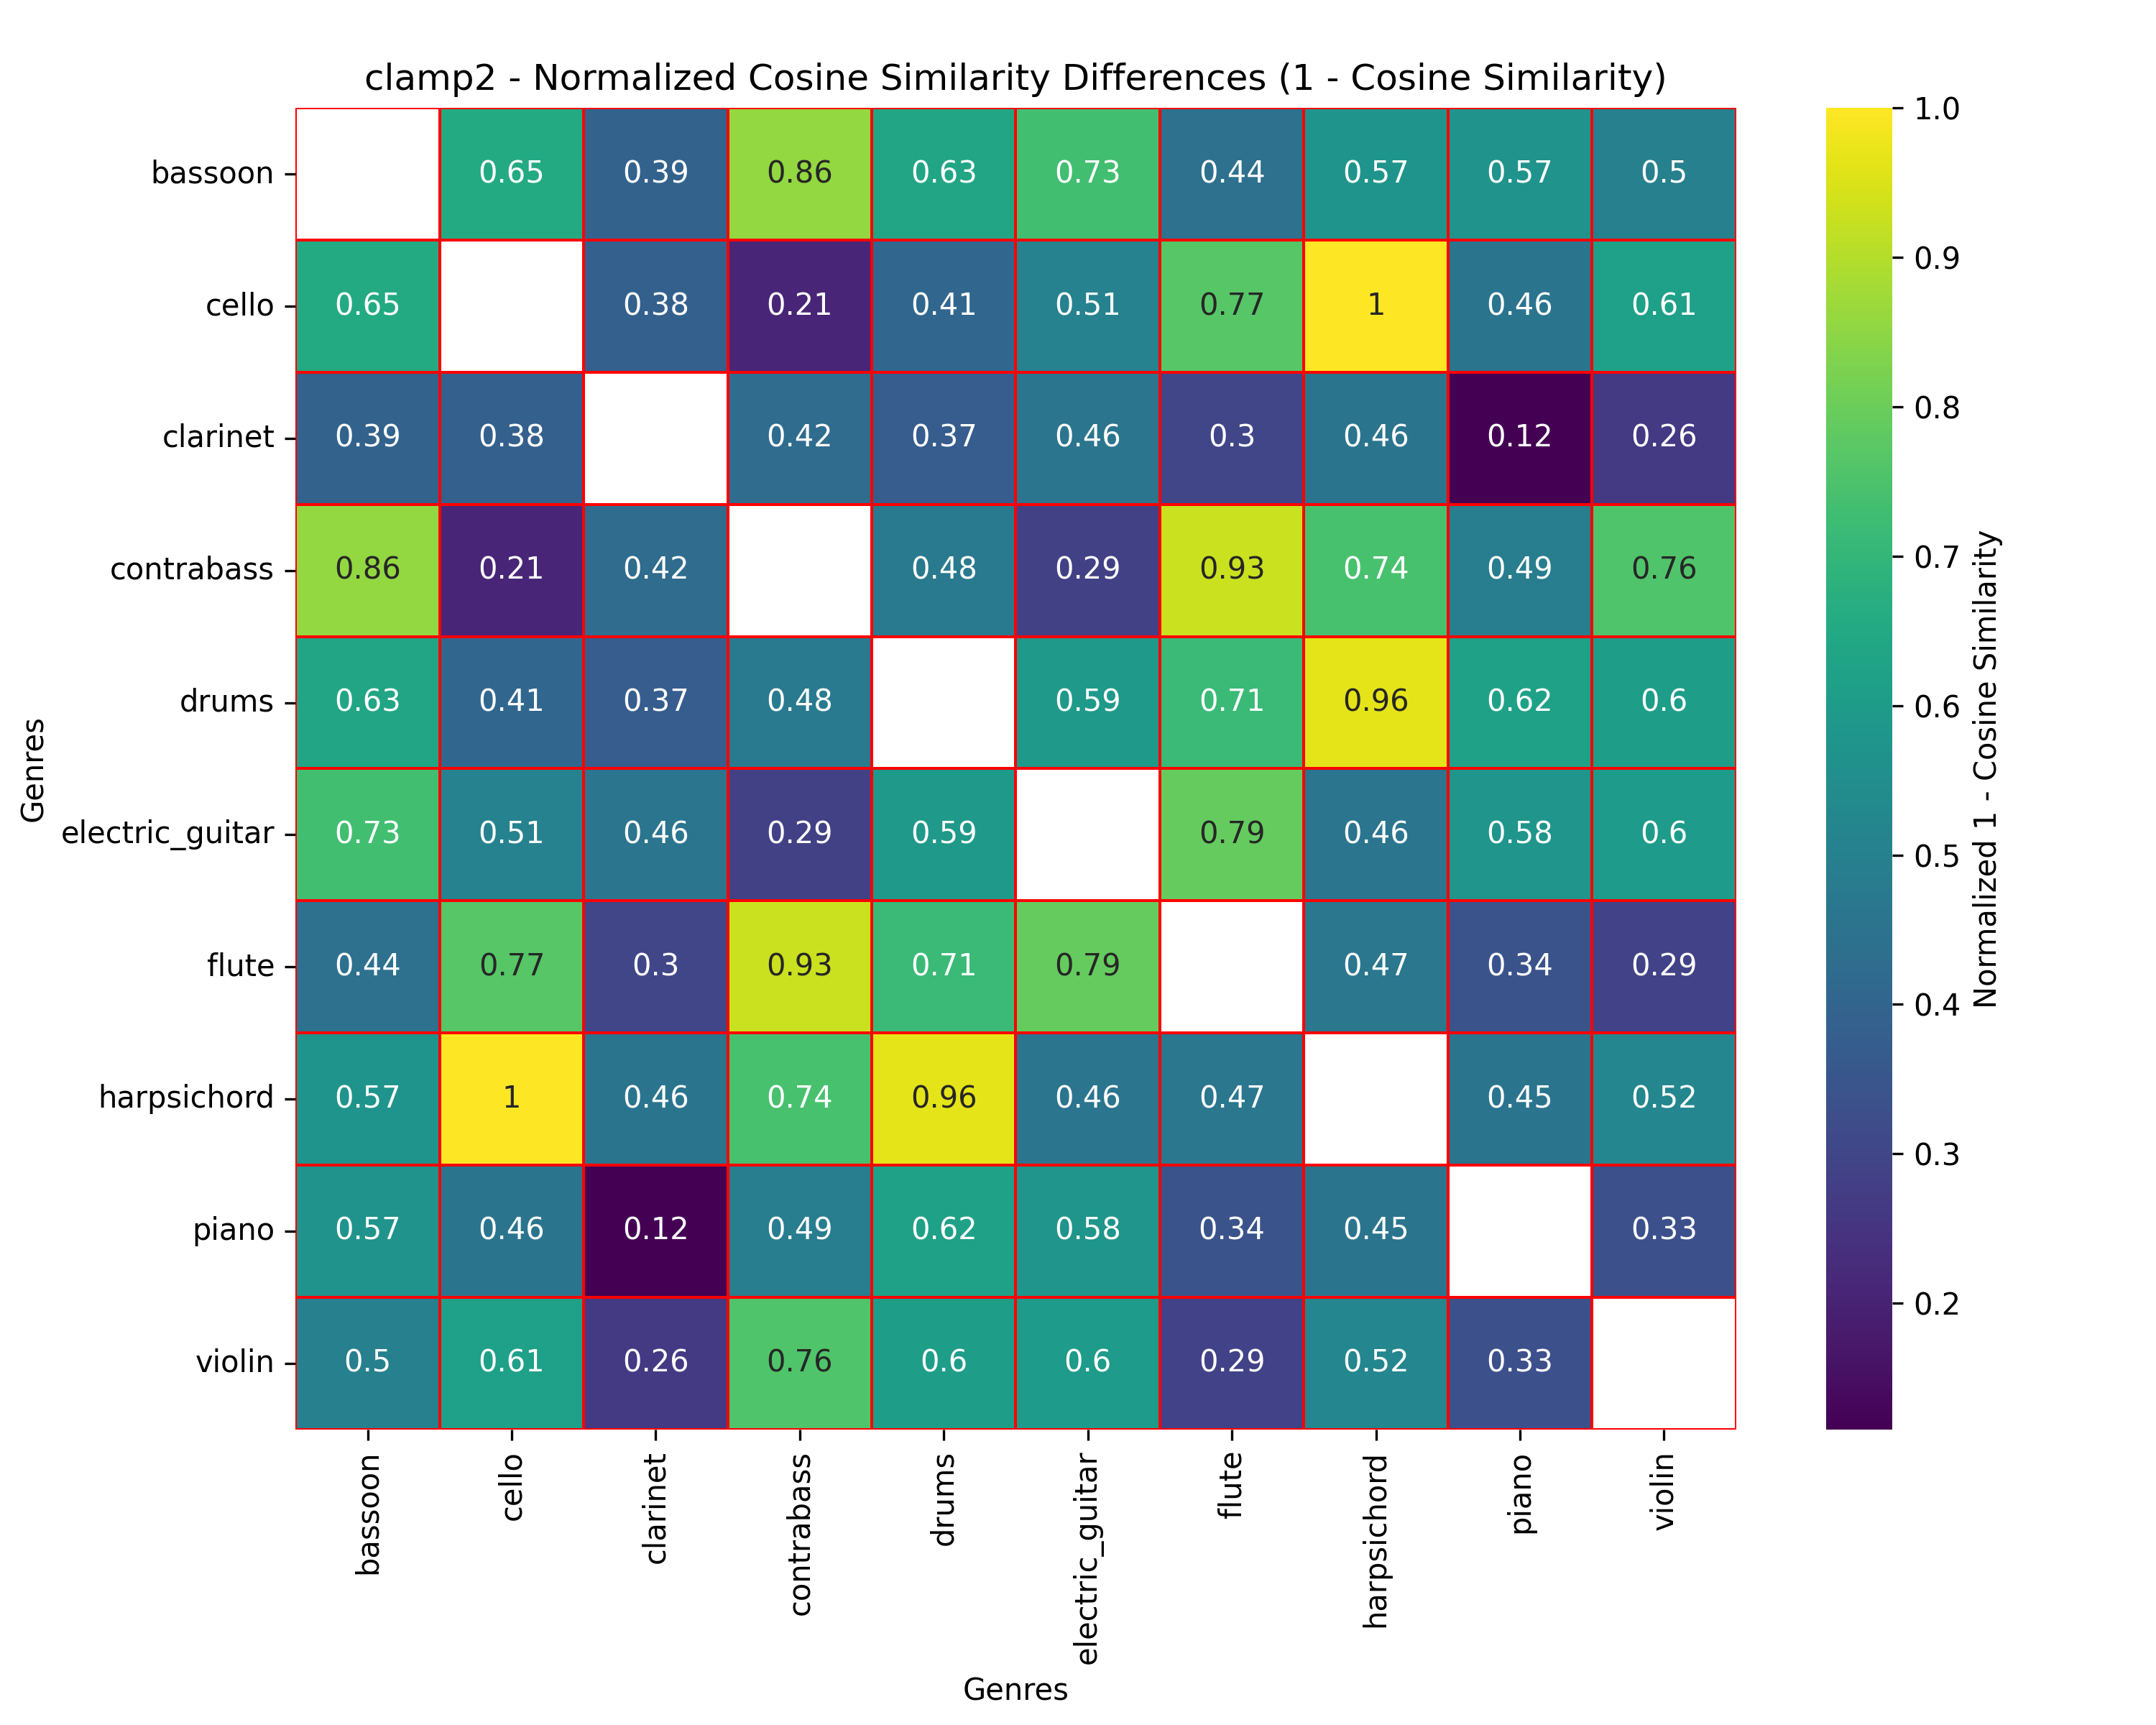 clamp2 - Normalized Cosine Similarity Differences (1 - Cosine Similarity)
bassoon 0.65 0.39 0.86 0.63 0.73 0.44 0.57 0.57 0.5
cello 0.65 0.38 0.21 0.41 0.51 0.77 1 0.46 0.61
clarinet 0.39 0.38 0.42 0.37 0.46 0.3 0.46 0.12 0.26
contrabass 0.86 0.21 0.42 0.48 0.29 0.93 0.74 0.49 0.76
drums 0.63 0.41 0.37 0.48 0.59 0.71 0.96 0.62 0.6
electric_guitar 0.73 0.51 0.46 0.29 0.59 0.79 0.46 0.58 0.6
flute 0.44 0.77 0.3 0.93 0.71 0.79 0.47 0.34 0.29
harpsichord 0.57 1 0.46 0.74 0.96 0.46 0.47 0.45 0.52
piano 0.57 0.46 0.12 0.49 0.62 0.58 0.34 0.45 0.33
violin 0.5 0.61 0.26 0.76 0.6 0.6 0.29 0.52 0.33
bassoon cello clarinet contrabass drums electric_guitar flute harpsichord piano violin
Genres
Genres
1.0
0.9
0.8
0.7
0.6
0.5
0.4
0.3
0.2
Normalized 1 - Cosine Similarity